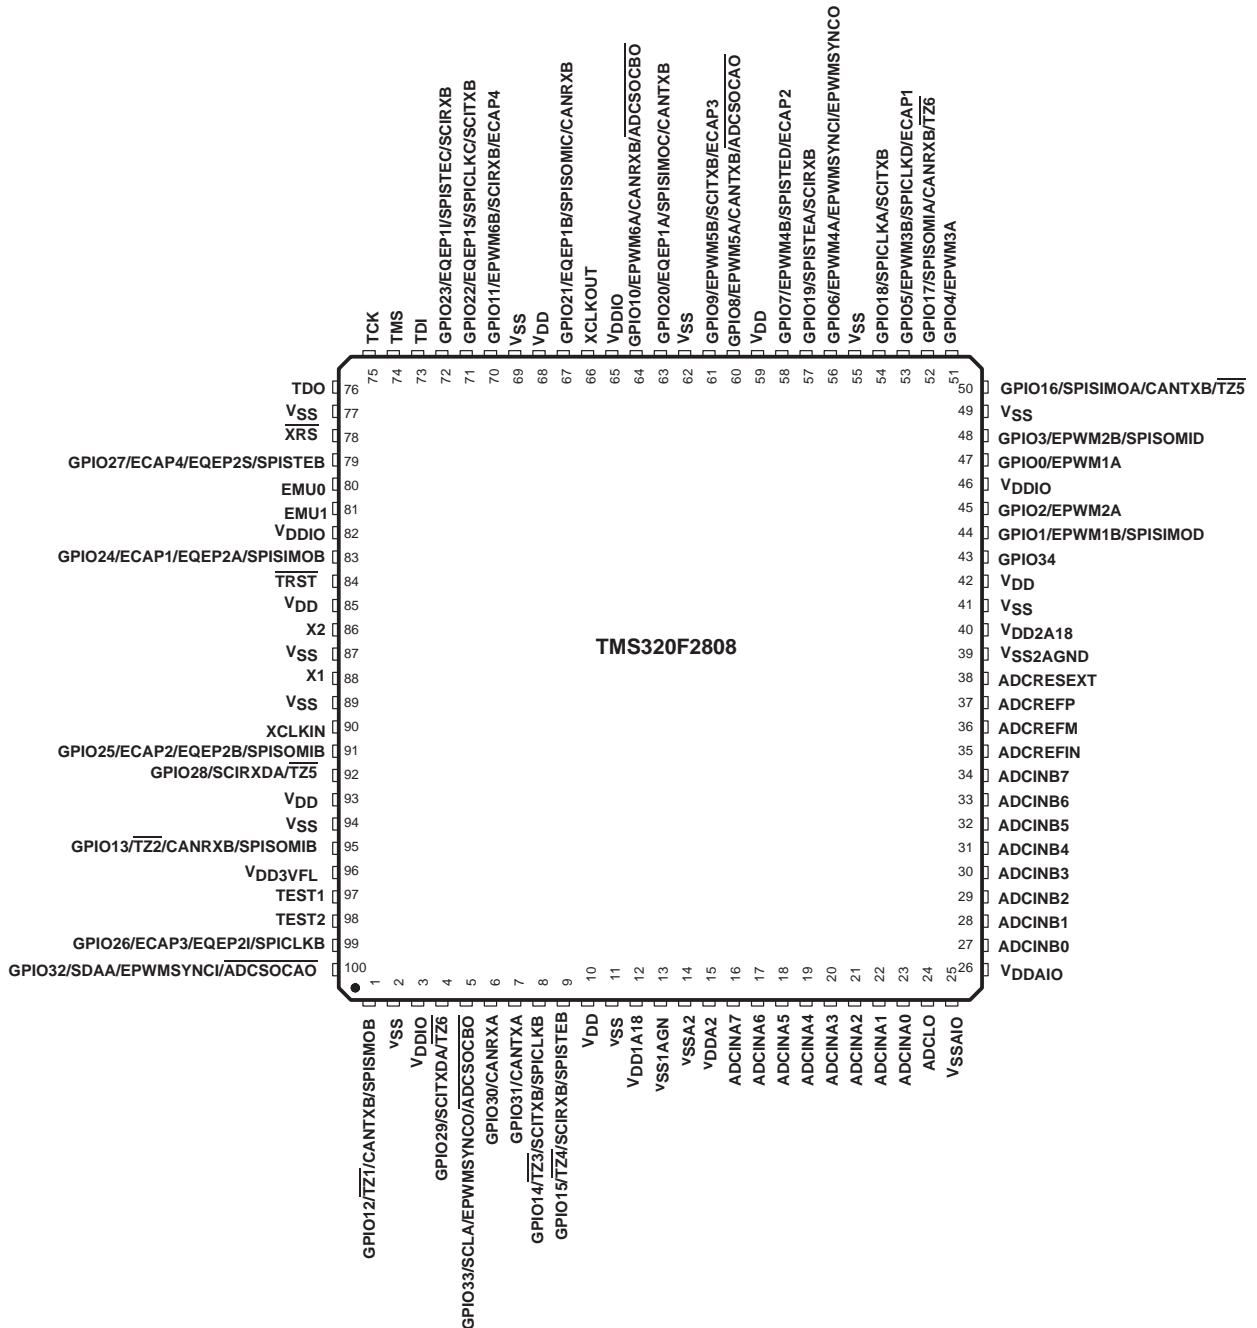 TCK
TMS
TDI
GPIO23/EQEP1I/SPISTEC/SCIRXB
GPIO22/EQEP1S/SPICLKC/SCITXB
GPIO11/EPWM6B/SCIRXB/ECAP4
VSS
VDD
GPIO21/EQEP1B/SPISOMIC/CANRXB
XCLKOUT
VDDIO
GPIO10/EPWM6A/CANRXB/ADCSOCBO
GPIO20/EQEP1A/SPISIMOC/CANTXB
VSS
GPIO9/EPWM5B/SCITXB/ECAP3
GPIO8/EPWM5A/CANTXB/ADCSOCAO
VDD
GPIO7/EPWM4B/SPISTED/ECAP2
GPIO19/SPISTEA/SCIRXB
GPIO6/EPWM4A/EPWMSYNCI/EPWMSYNCO
VSS
GPIO18/SPICLKA/SCITXB
GPIO5/EPWM3B/SPICLKD/ECAP1
GPIO17/SPISOMIA/CANRXB/TZ6
GPIO4/EPWM3A
75 74 73 72 71 70 69 68 67 66 65 64 63 62 61 60 59 58 57 56 55 54 53 52 51
TDO 76
VSS 77
XRS 78
GPIO27/ECAP4/EQEP2S/SPISTEB 79
EMU0 80
EMU1 81
VDDIO 82
GPIO24/ECAP1/EQEP2A/SPISIMOB 83
TRST 84
VDD 85
X2 86
VSS 87
X1 88
VSS 89
XCLKIN 90
GPIO25/ECAP2/EQEP2B/SPISOMIB 91
GPIO28/SCIRXDA/TZ5 92
VDD 93
VSS 94
GPIO13/TZ2/CANRXB/SPISOMIB 95
VDD3VFL 96
TEST1 97
TEST2 98
GPIO26/ECAP3/EQEP2I/SPICLKB 99
GPIO32/SDAA/EPWMSYNCI/ADCSOCAO 100
TMS320F2808
50 GPIO16/SPISIMOA/CANTXB/TZ5
49 VSS
48 GPIO3/EPWM2B/SPISOMID
47 GPIO0/EPWM1A
46 VDDIO
45 GPIO2/EPWM2A
44 GPIO1/EPWM1B/SPISIMOD
43 GPIO34
42 VDD
41 VSS
40 VDD2A18
39 VSS2AGND
38 ADCRESEXT
37 ADCREFP
36 ADCREFM
35 ADCREFIN
34 ADCINB7
33 ADCINB6
32 ADCINB5
31 ADCINB4
30 ADCINB3
29 ADCINB2
28 ADCINB1
27 ADCINB0
26 VDDAIO
1 2 3 4 5 6 7 8 9 10 11 12 13 14 15 16 17 18 19 20 21 22 23 24 25
GPIO12/TZ1/CANTXB/SPISMOB
VSS
VDDIO
GPIO29/SCITXDA/TZ6
GPIO33/SCLA/EPWMSYNCO/ADCSOCBO
GPIO30/CANRXA
GPIO31/CANTXA
GPIO14/TZ3/SCITXB/SPICLKB
GPIO15/TZ4/SCIRXB/SPISTEB
VDD
VSS
VDD1A18
VSS1AGN
VSSA2
VDDA2
ADCINA7
ADCINA6
ADCINA5
ADCINA4
ADCINA3
ADCINA2
ADCINA1
ADCINA0
ADCLO
VSSAIO